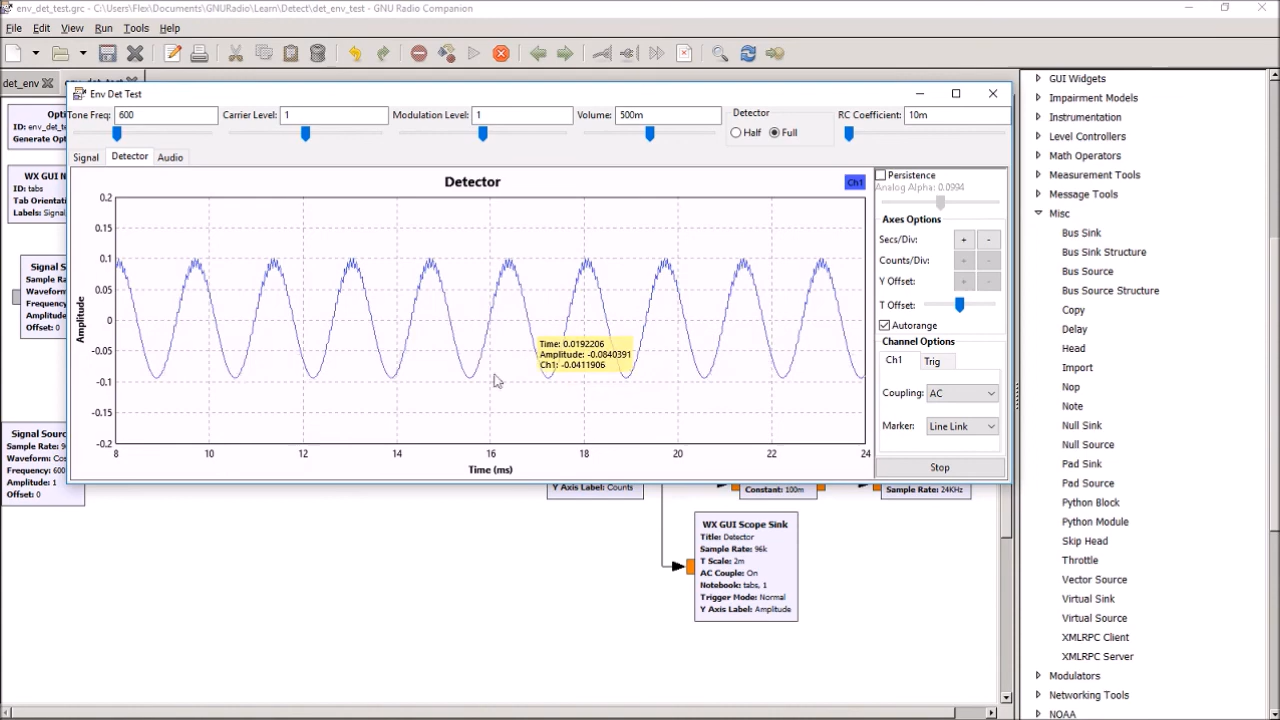 env_det_test.grc - C:\Users\Flex\Documents\GNURadio\Learn\Detect\det_env_test - GNU Radio Companion
File Edit View Run Tools Help
det_env
Env Det Test
Tone Freq: 600 Carrier Level: 1 Modulation Level: 1 Volume: 500m Detector RC Coefficient: 10m
Half Full
Signal Detector Audio
Detector
Ch1
0.2
0.15
0.1
0.05
0
-0.05
-0.1
-0.15
-0.2
Amplitude
8 10 12 14 16 18 20 22 24
Time (ms)
Time: 0.0192206
Amplitude: -0.0840391
Ch1: -0.0411906
Persistence
Analog Alpha: 0.0994
Axes Options
Secs/Div: + -
Counts/Div: + -
Y Offset: + -
T Offset:
Autorange
Channel Options
Ch1 Trig
Coupling: AC
Marker: Line Link
Stop
Opti
ID: env_det_t
Generate Opti
WX GUI N
ID: tabs
Tab Orientat
Labels: Signal
Signal S
Sample Ra
Waveform
Frequency
Amplitude
Offset: 0
Signal Sourc
Sample Rate: 9
Waveform: Cos
Frequency: 600
Amplitude: 1
Offset: 0
Y Axis Label: Counts
Constant: 100m
Sample Rate: 24KHz
WX GUI Scope Sink
Title: Detector
Sample Rate: 96k
T Scale: 2m
AC Couple: On
Notebook: tabs, 1
Trigger Mode: Normal
Y Axis Label: Amplitude
GUI Widgets
Impairment Models
Instrumentation
Level Controllers
Math Operators
Measurement Tools
Message Tools
Misc
Bus Sink
Bus Sink Structure
Bus Source
Bus Source Structure
Copy
Delay
Head
Import
Nop
Note
Null Sink
Null Source
Pad Sink
Pad Source
Python Block
Python Module
Skip Head
Throttle
Vector Source
Virtual Sink
Virtual Source
XMLRPC Client
XMLRPC Server
Modulators
Networking Tools
NOAA